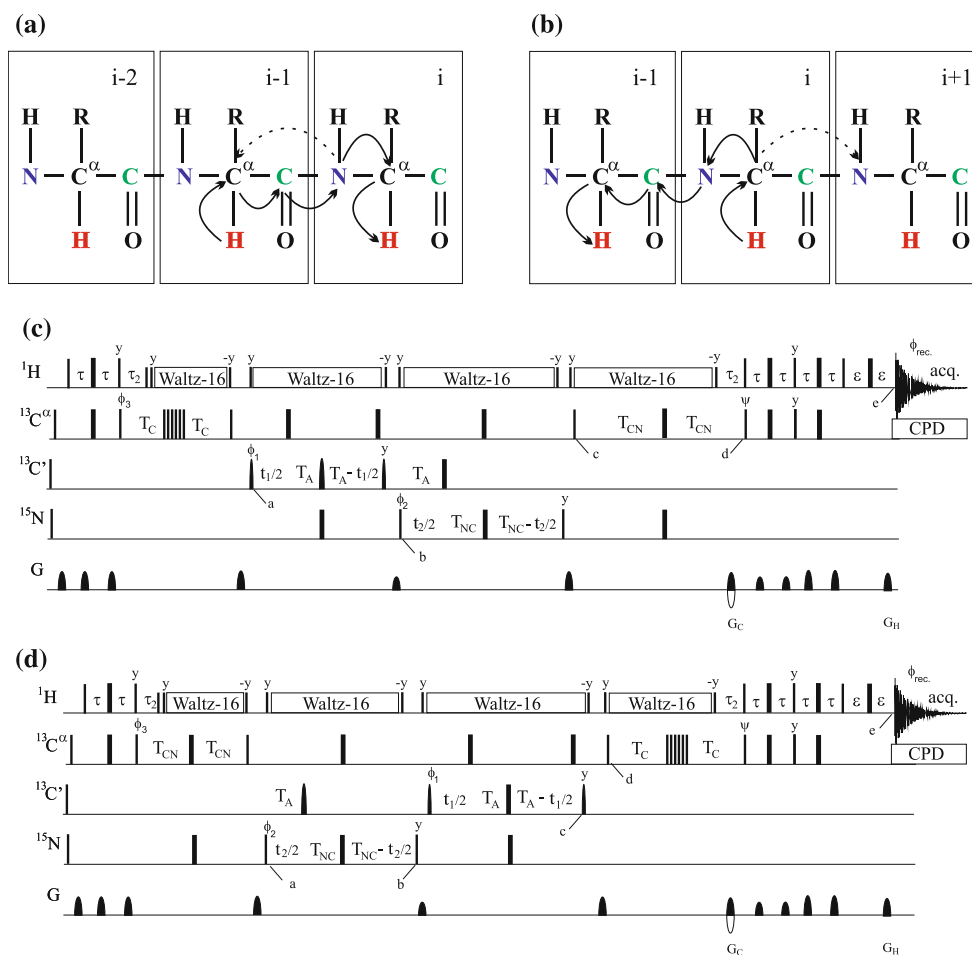 (a)
(b)
i-2 i-1 i
i-1 i i+1
H R H R H R
H R H R H R
N C α C N C α C N C α C
N C α C N C α C N C α C
H O H O H O
H O H O H O
(c)
¹H τ τ y τ₂ y Waltz-16 -y y Waltz-16 -y y Waltz-16 -y y Waltz-16 -y τ₂ τ τ y τ τ ε ε e ϕrec. acq.
¹³Cα ϕ₃ T_C T_C c T_CN T_CN d ψ y CPD
¹³C' ϕ₁ a t₁/2 T_A T_A- t₁/2 y T_A
¹⁵N ϕ₂ b t₂/2 T_NC T_NC- t₂/2 y
G
G_C G_H
(d)
¹H τ τ y τ₂ y Waltz-16 -y y Waltz-16 -y y Waltz-16 -y y Waltz-16 -y τ₂ τ τ y τ τ ε ε e ϕrec. acq.
¹³Cα ϕ₃ T_CN T_CN d T_C T_C ψ y CPD
¹³C' T_A ϕ₁ t₁/2 T_A T_A- t₁/2 y c
¹⁵N ϕ₂ a t₂/2 T_NC T_NC- t₂/2 y b
G
G_C G_H